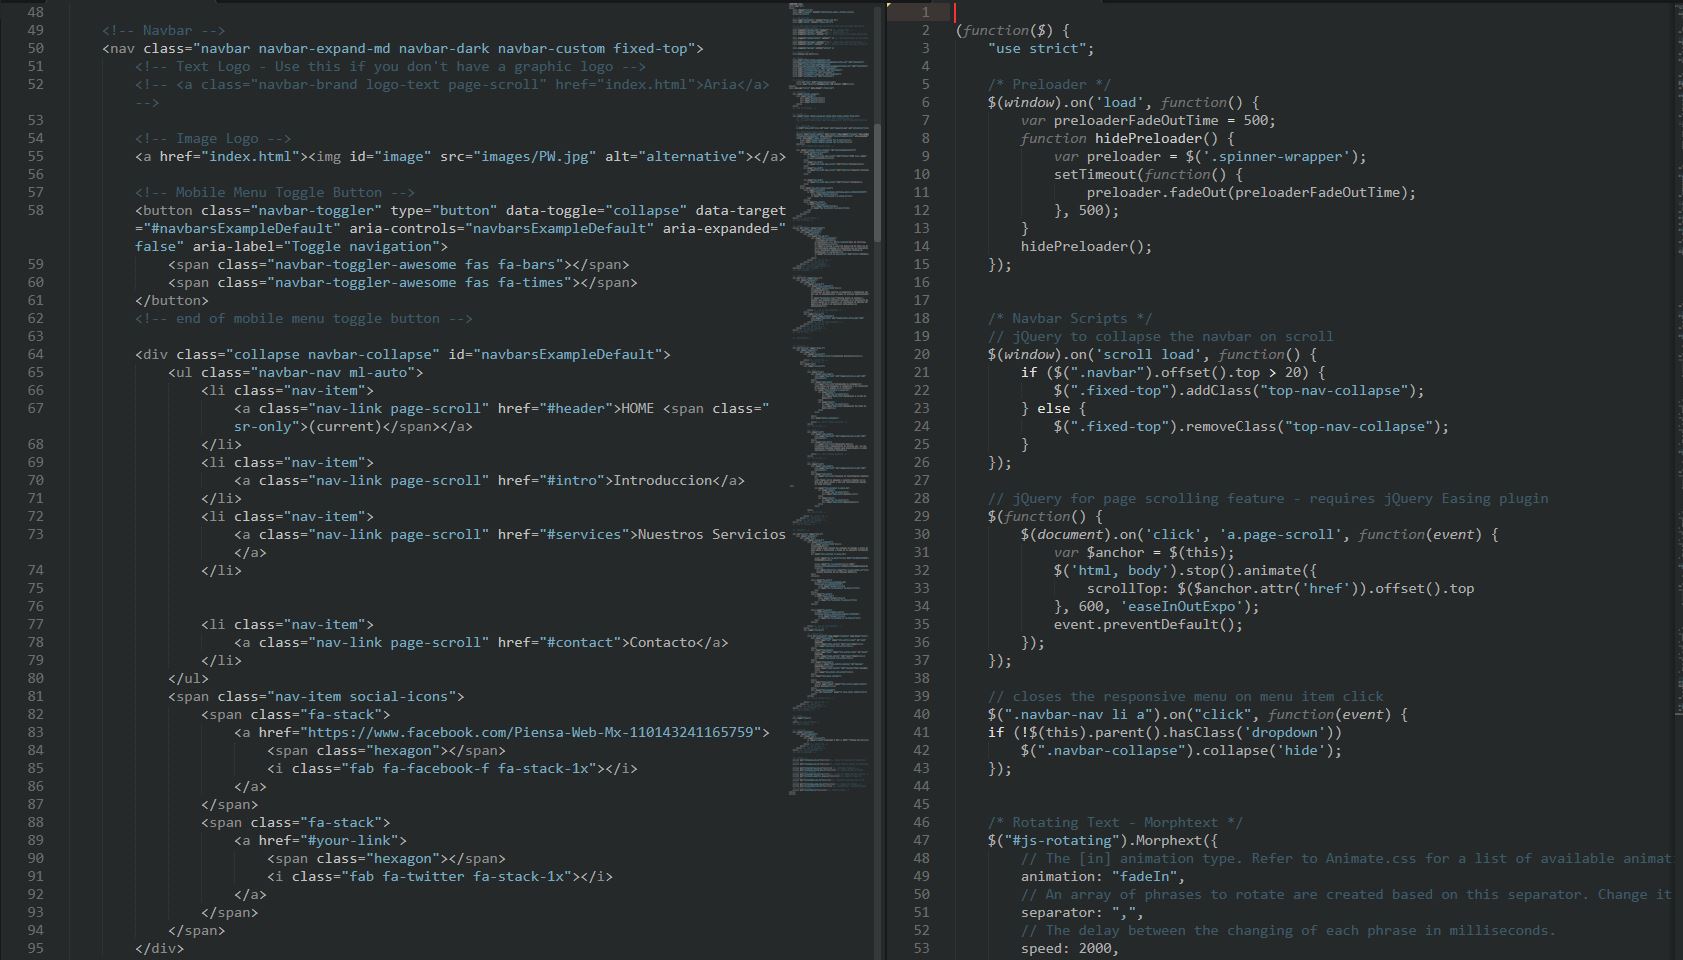 48
49 <!-- Navbar -->
50 <nav class="navbar navbar-expand-md navbar-dark navbar-custom fixed-top">
51 <!-- Text Logo - Use this if you don't have a graphic logo -->
52 <!-- <a class="navbar-brand logo-text page-scroll" href="index.html">Aria</a>
-->
53
54 <!-- Image Logo -->
55 <a href="index.html"><img id="image" src="images/PW.jpg" alt="alternative"></a>
56
57 <!-- Mobile Menu Toggle Button -->
58 <button class="navbar-toggler" type="button" data-toggle="collapse" data-target
="#navbarsExampleDefault" aria-controls="navbarsExampleDefault" aria-expanded="
false" aria-label="Toggle navigation">
59 <span class="navbar-toggler-awesome fas fa-bars"></span>
60 <span class="navbar-toggler-awesome fas fa-times"></span>
61 </button>
62 <!-- end of mobile menu toggle button -->
63
64 <div class="collapse navbar-collapse" id="navbarsExampleDefault">
65 <ul class="navbar-nav ml-auto">
66 <li class="nav-item">
67 <a class="nav-link page-scroll" href="#header">HOME <span class="
sr-only">(current)</span></a>
68 </li>
69 <li class="nav-item">
70 <a class="nav-link page-scroll" href="#intro">Introduccion</a>
71 </li>
72 <li class="nav-item">
73 <a class="nav-link page-scroll" href="#services">Nuestros Servicios
</a>
74 </li>
75
76
77 <li class="nav-item">
78 <a class="nav-link page-scroll" href="#contact">Contacto</a>
79 </li>
80 </ul>
81 <span class="nav-item social-icons">
82 <span class="fa-stack">
83 <a href="https://www.facebook.com/Piensa-Web-Mx-110143241165759">
84 <span class="hexagon"></span>
85 <i class="fab fa-facebook-f fa-stack-1x"></i>
86 </a>
87 </span>
88 <span class="fa-stack">
89 <a href="#your-link">
90 <span class="hexagon"></span>
91 <i class="fab fa-twitter fa-stack-1x"></i>
92 </a>
93 </span>
94 </span>
95 </div>
1
2 (function($) {
3 "use strict";
4
5 /* Preloader */
6 $(window).on('load', function() {
7 var preloaderFadeOutTime = 500;
8 function hidePreloader() {
9 var preloader = $('.spinner-wrapper');
10 setTimeout(function() {
11 preloader.fadeOut(preloaderFadeOutTime);
12 }, 500);
13 }
14 hidePreloader();
15 });
16
17
18 /* Navbar Scripts */
19 // jQuery to collapse the navbar on scroll
20 $(window).on('scroll load', function() {
21 if ($(".navbar").offset().top > 20) {
22 $(".fixed-top").addClass("top-nav-collapse");
23 } else {
24 $(".fixed-top").removeClass("top-nav-collapse");
25 }
26 });
27
28 // jQuery for page scrolling feature - requires jQuery Easing plugin
29 $(function() {
30 $(document).on('click', 'a.page-scroll', function(event) {
31 var $anchor = $(this);
32 $('html, body').stop().animate({
33 scrollTop: $($anchor.attr('href')).offset().top
34 }, 600, 'easeInOutExpo');
35 event.preventDefault();
36 });
37 });
38
39 // closes the responsive menu on menu item click
40 $(".navbar-nav li a").on("click", function(event) {
41 if (!$(this).parent().hasClass('dropdown'))
42 $(".navbar-collapse").collapse('hide');
43 });
44
45
46 /* Rotating Text - Morphtext */
47 $("#js-rotating").Morphext({
48 // The [in] animation type. Refer to Animate.css for a list of available animat
49 animation: "fadeIn",
50 // An array of phrases to rotate are created based on this separator. Change it
51 separator: ",",
52 // The delay between the changing of each phrase in milliseconds.
53 speed: 2000,